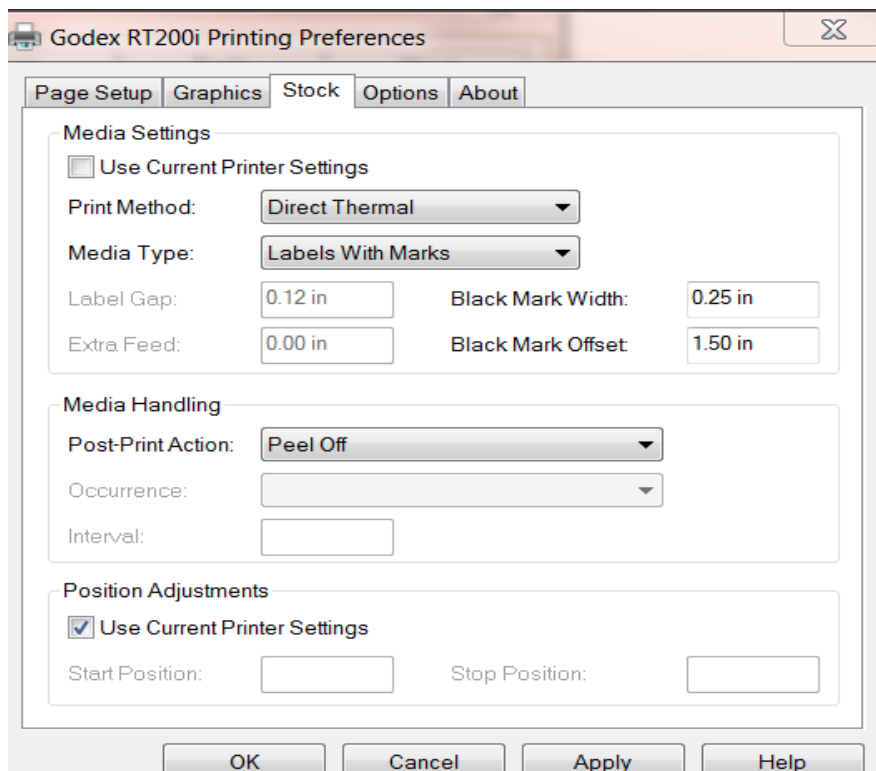 Godex RT200i Printing Preferences
Page Setup Graphics Stock Options About
Media Settings
Use Current Printer Settings
Print Method: Direct Thermal
Media Type: Labels With Marks
Label Gap: 0.12 in Black Mark Width: 0.25 in
Extra Feed: 0.00 in Black Mark Offset: 1.50 in
Media Handling
Post-Print Action: Peel Off
Occurrence:
Interval:
Position Adjustments
Use Current Printer Settings
Start Position: Stop Position:
OK Cancel Apply Help